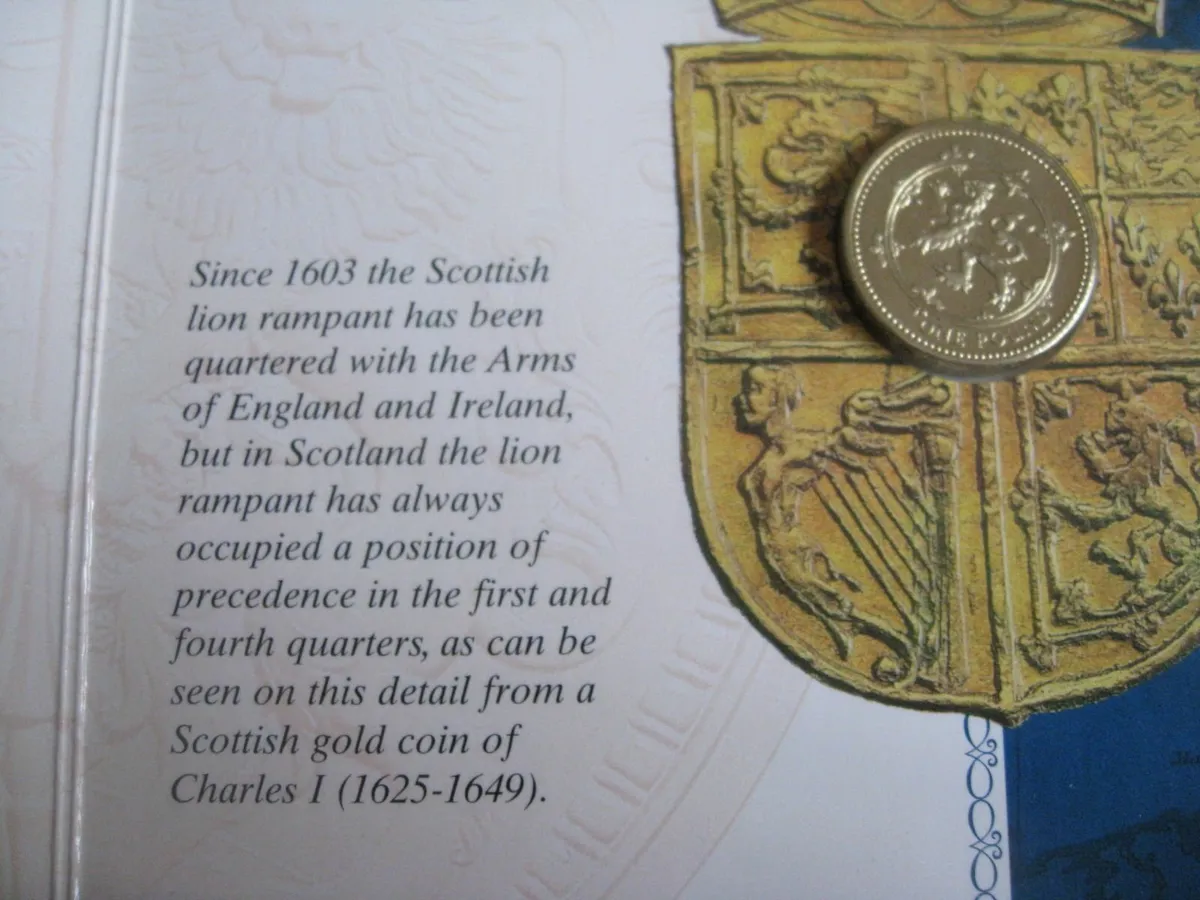 Since 1603 the Scottish
lion rampant has been
quartered with the Arms
of England and Ireland,
but in Scotland the lion
rampant has always
occupied a position of
precedence in the first and
fourth quarters, as can be
seen on this detail from a
Scottish gold coin of
Charles I (1625-1649).
ONE POUND